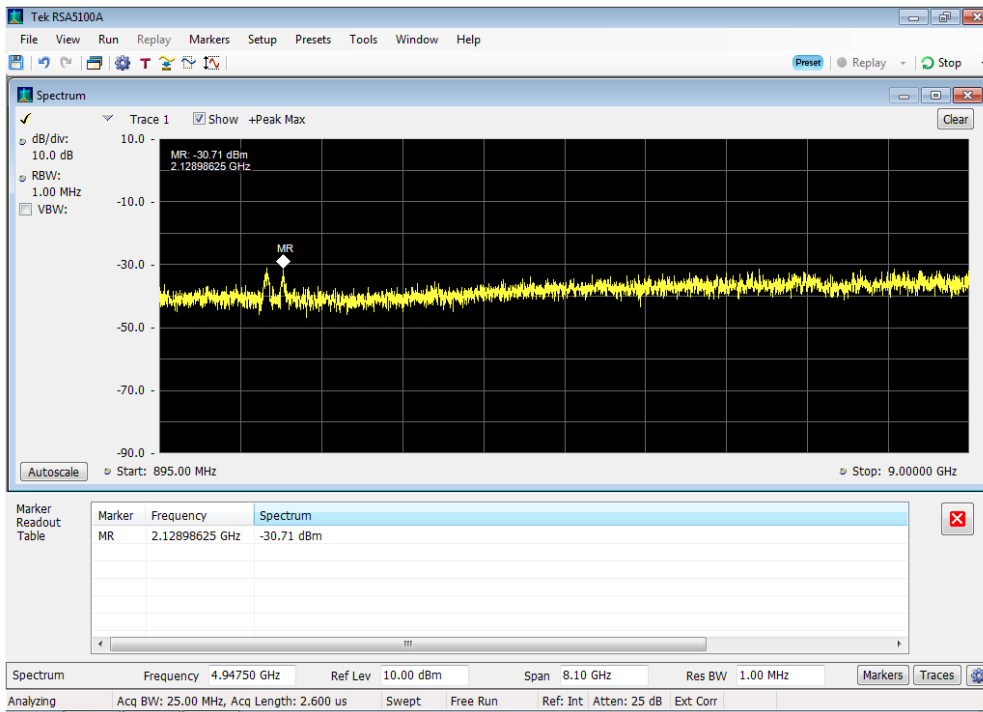 Tek RSA5100A
File View Run Replay Markers Setup Presets Tools Window Help
T Preset Replay Stop
Spectrum
Trace 1 Show +Peak Max Clear
dB/div: 10.0
10.0 dB MR: -30.71 dBm
2.12898625 GHz
RBW:
1.00 MHz -10.0
VBW:
MR
-30.0
-50.0
-70.0
-90.0
Autoscale Start: 895.00 MHz Stop: 9.00000 GHz
Marker Readout Table
Marker Frequency Spectrum
MR 2.12898625 GHz -30.71 dBm
Spectrum Frequency 4.94750 GHz Ref Lev 10.00 dBm Span 8.10 GHz Res BW 1.00 MHz Markers Traces
Analyzing Acq BW: 25.00 MHz, Acq Length: 2.600 us Swept Free Run Ref: Int Atten: 25 dB Ext Corr